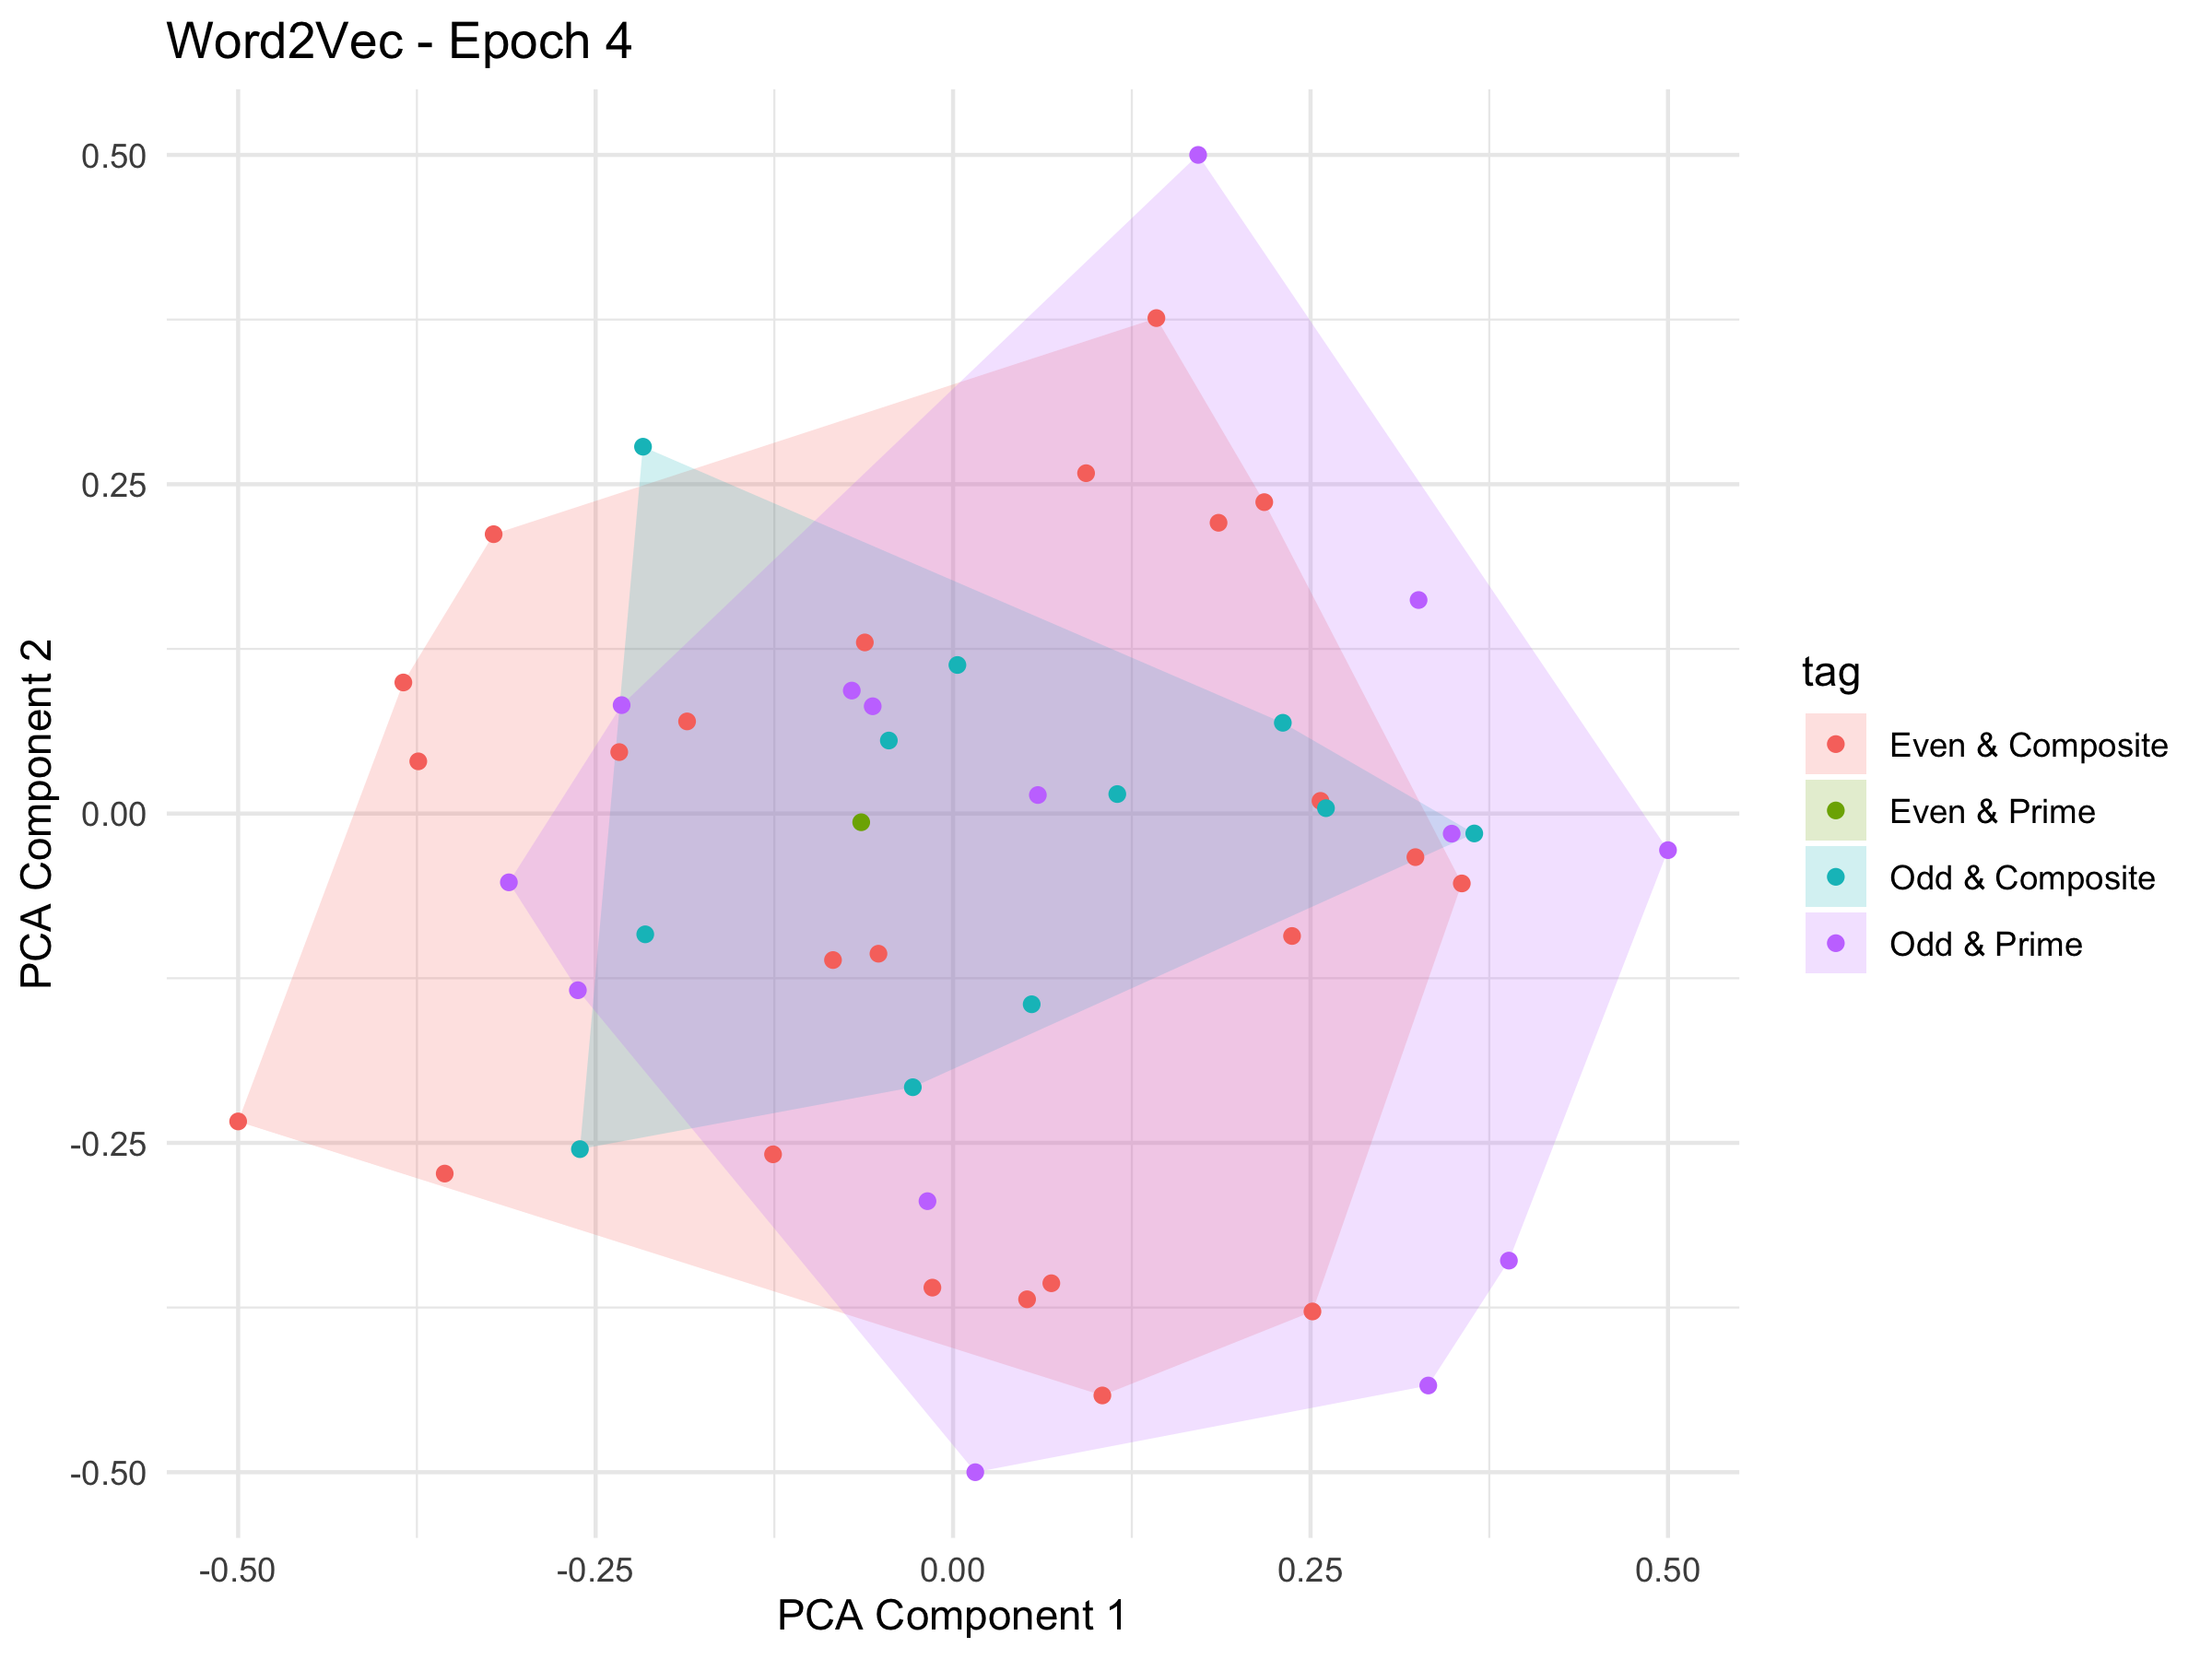 Word2Vec - Epoch 4
PCA Component 2
0.50
0.25
0.00
-0.25
-0.50
-0.50
-0.25
0.00
0.25
0.50
PCA Component 1
tag
Even & Composite
Even & Prime
Odd & Composite
Odd & Prime